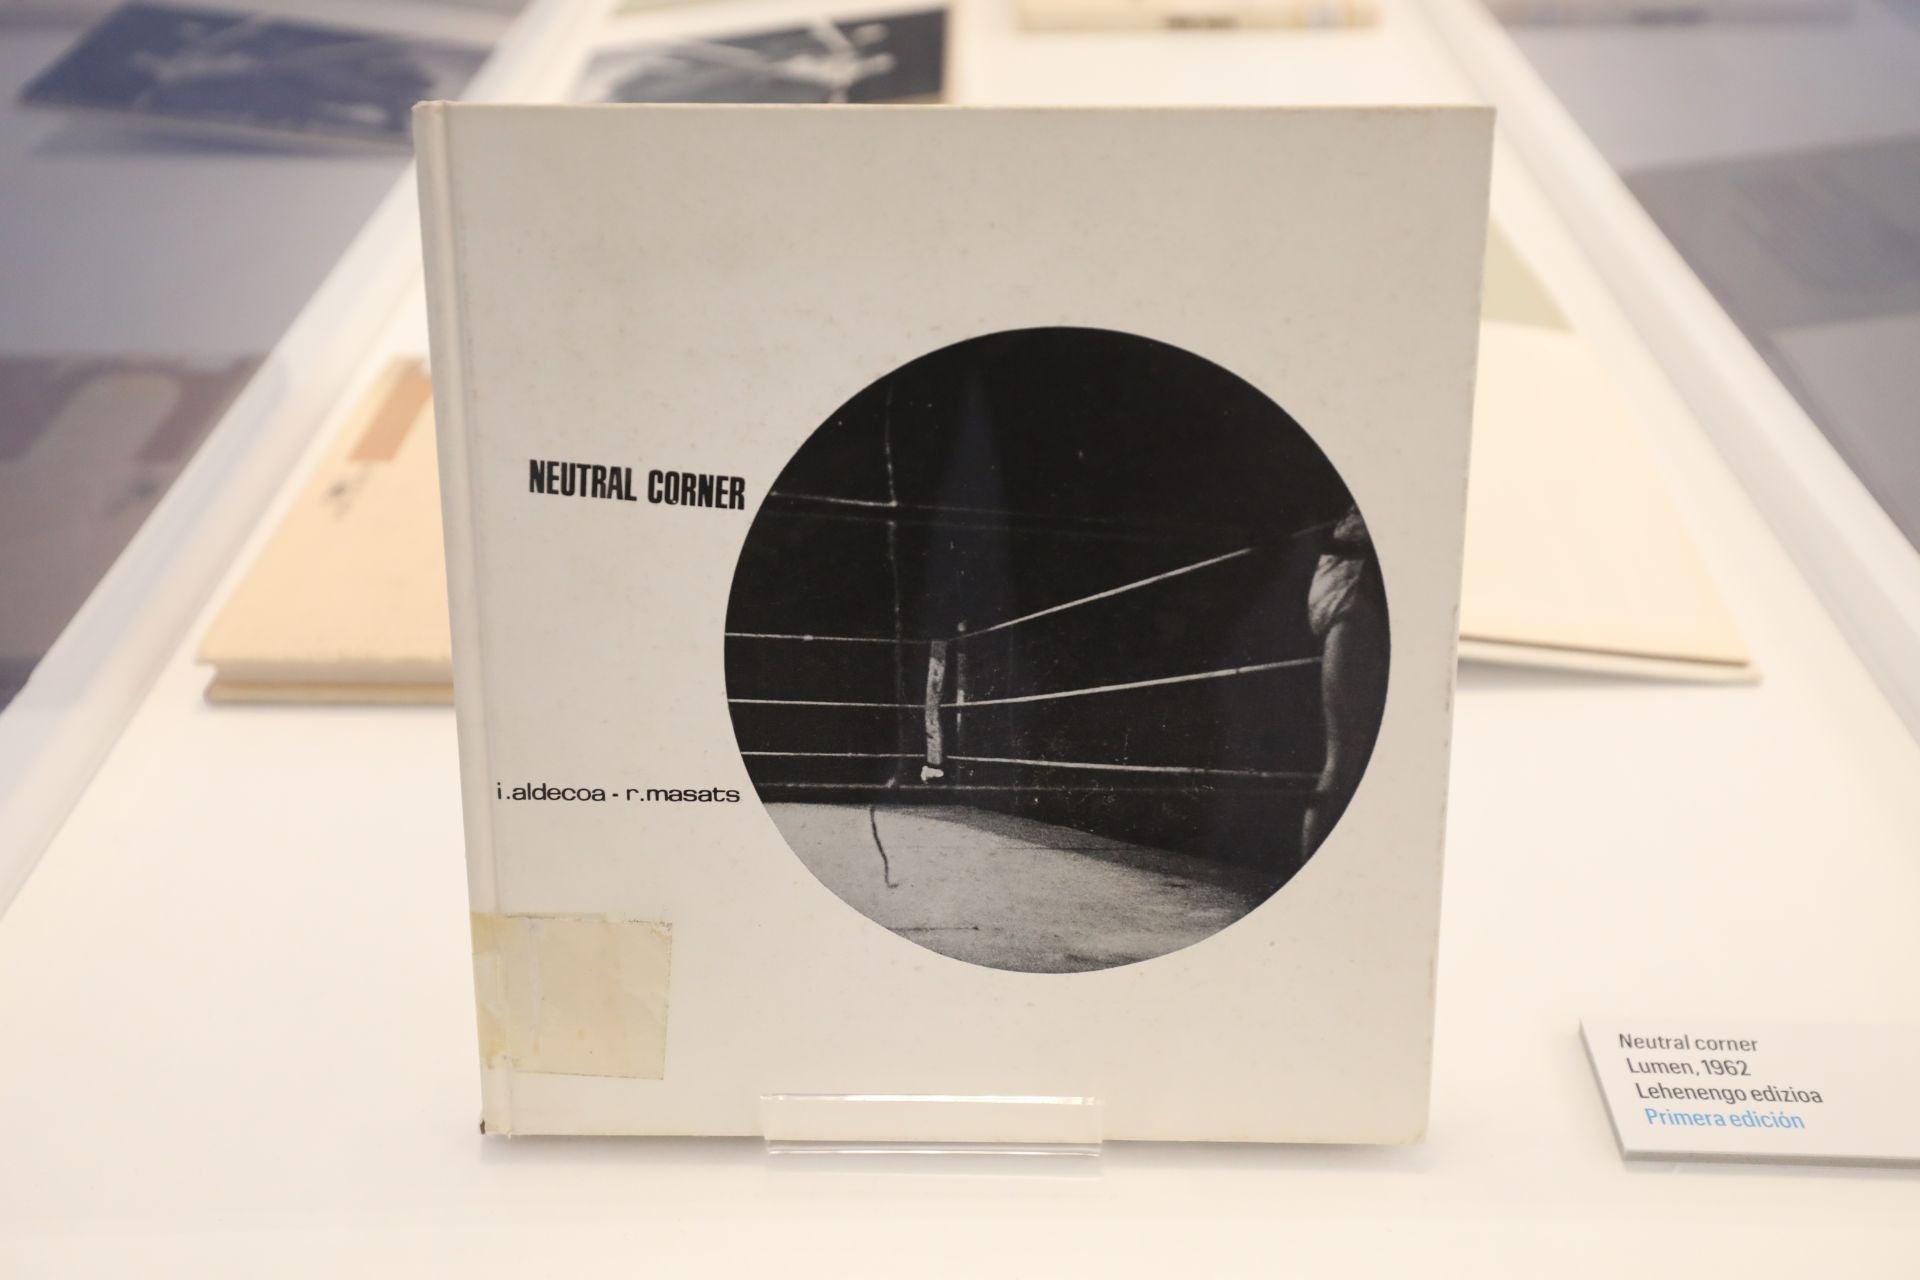 NEUTRAL CORNER
i.aldecoa - r.masats
Neutral corner
Lumen, 1962
Lehenengo edizioa
Primera edición